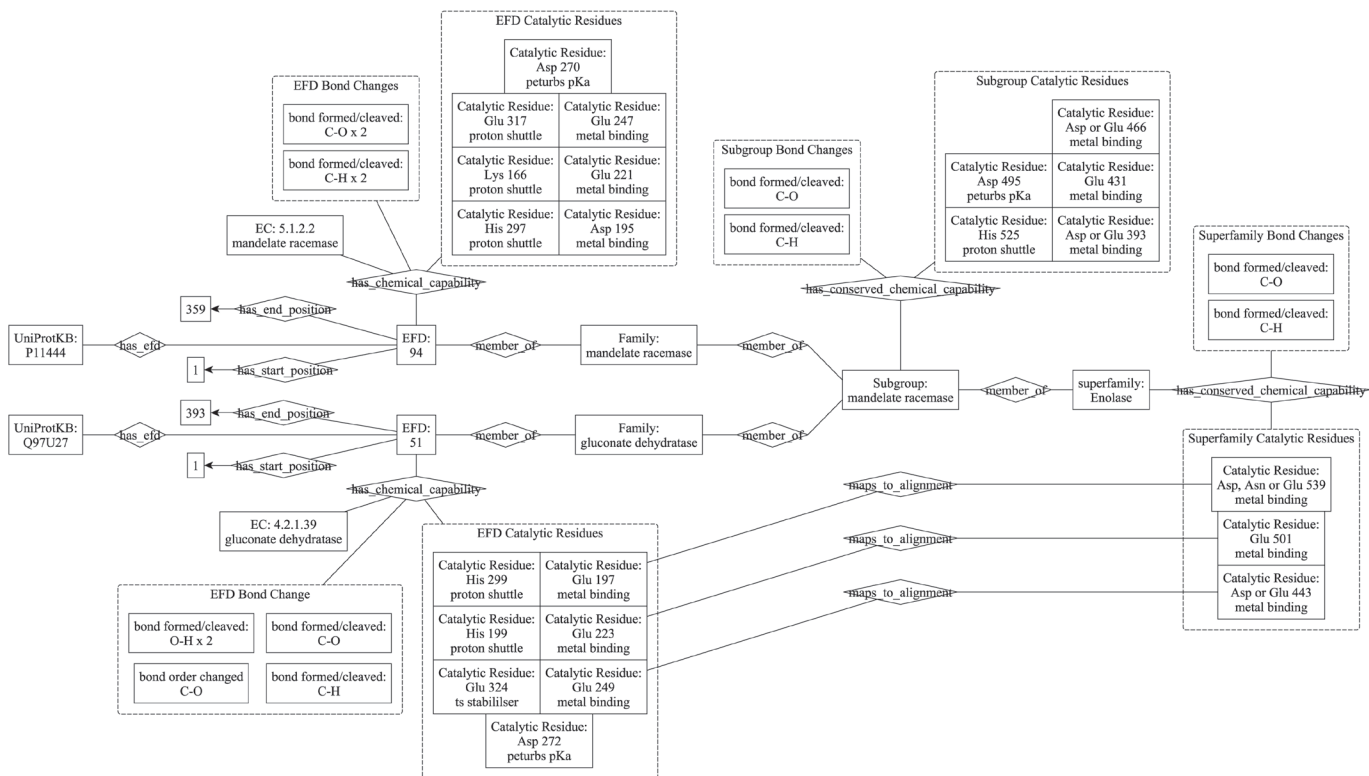 EFD Catalytic Residues
Catalytic Residue:
Asp 270
peturbs pKa
Catalytic Residue:
Glu 317
proton shuttle
Catalytic Residue:
Glu 247
metal binding
Catalytic Residue:
Lys 166
proton shuttle
Catalytic Residue:
Glu 221
metal binding
Catalytic Residue:
His 297
proton shuttle
Catalytic Residue:
Asp 195
metal binding
EFD Bond Changes
bond formed/cleaved:
C-O x 2
bond formed/cleaved:
C-H x 2
EC: 5.1.2.2
mandelate racemase
has_chemical_capability
359
has_end_position
UniProtKB:
P11444
has_efd
EFD:
94
member_of
Family:
mandelate racemase
member_of
1
has_start_position
Subgroup Bond Changes
bond formed/cleaved:
C-O
bond formed/cleaved:
C-H
Subgroup Catalytic Residues
Catalytic Residue:
Asp or Glu 466
metal binding
Catalytic Residue:
Asp 495
peturbs pKa
Catalytic Residue:
Glu 431
metal binding
Catalytic Residue:
His 525
proton shuttle
Catalytic Residue:
Asp or Glu 393
metal binding
has_conserved_chemical_capability
Subgroup:
mandelate racemase
member_of
superfamily:
Enolase
Superfamily Bond Changes
bond formed/cleaved:
C-O
bond formed/cleaved:
C-H
has_conserved_chemical_capability
393
has_end_position
UniProtKB:
Q97U27
has_efd
EFD:
51
member_of
Family:
gluconate dehydratase
member_of
1
has_start_position
has_chemical_capability
EC: 4.2.1.39
gluconate dehydratase
EFD Bond Change
bond formed/cleaved:
O-H x 2
bond formed/cleaved:
C-O
bond order changed
C-O
bond formed/cleaved:
C-H
EFD Catalytic Residues
Catalytic Residue:
His 299
proton shuttle
Catalytic Residue:
Glu 197
metal binding
Catalytic Residue:
His 199
proton shuttle
Catalytic Residue:
Glu 223
metal binding
Catalytic Residue:
Glu 324
ts stabililser
Catalytic Residue:
Glu 249
metal binding
Catalytic Residue:
Asp 272
peturbs pKa
maps_to_alignment
maps_to_alignment
maps_to_alignment
Superfamily Catalytic Residues
Catalytic Residue:
Asp, Asn or Glu 539
metal binding
Catalytic Residue:
Glu 501
metal binding
Catalytic Residue:
Asp or Glu 443
metal binding